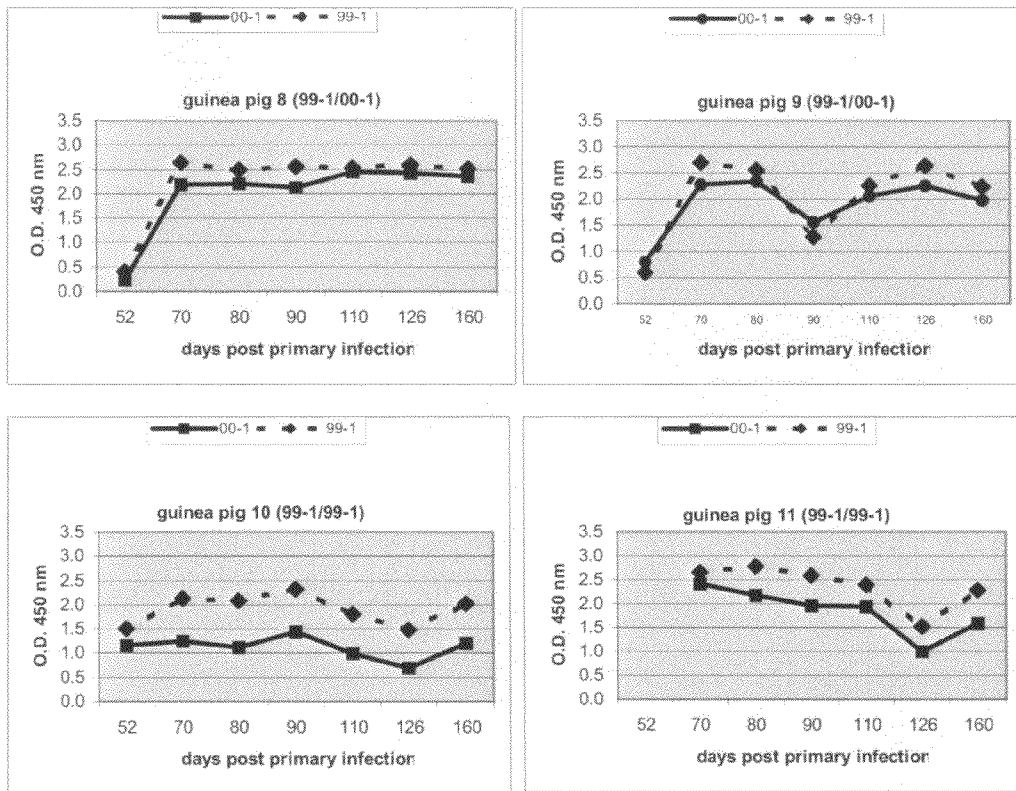 00-1 99-1
guinea pig 8 (99-1/00-1)
3.5
3.0
2.5
2.0
1.5
1.0
0.5
0.0
O.D. 450 nm
52 70 80 90 110 126 160
days post primary infection
00-1 99-1
guinea pig 9 (99-1/00-1)
3.5
3.0
2.5
2.0
1.5
1.0
0.5
0.0
O.D. 450 nm
52 70 80 90 110 126 160
days post primary infection
00-1 99-1
guinea pig 10 (99-1/99-1)
3.5
3.0
2.5
2.0
1.5
1.0
0.5
0.0
O.D. 450 nm
52 70 80 90 110 126 160
days post primary infection
00-1 99-1
guinea pig 11 (99-1/99-1)
3.5
3.0
2.5
2.0
1.5
1.0
0.5
0.0
O.D. 450 nm
52 70 80 90 110 126 160
days post primary infection